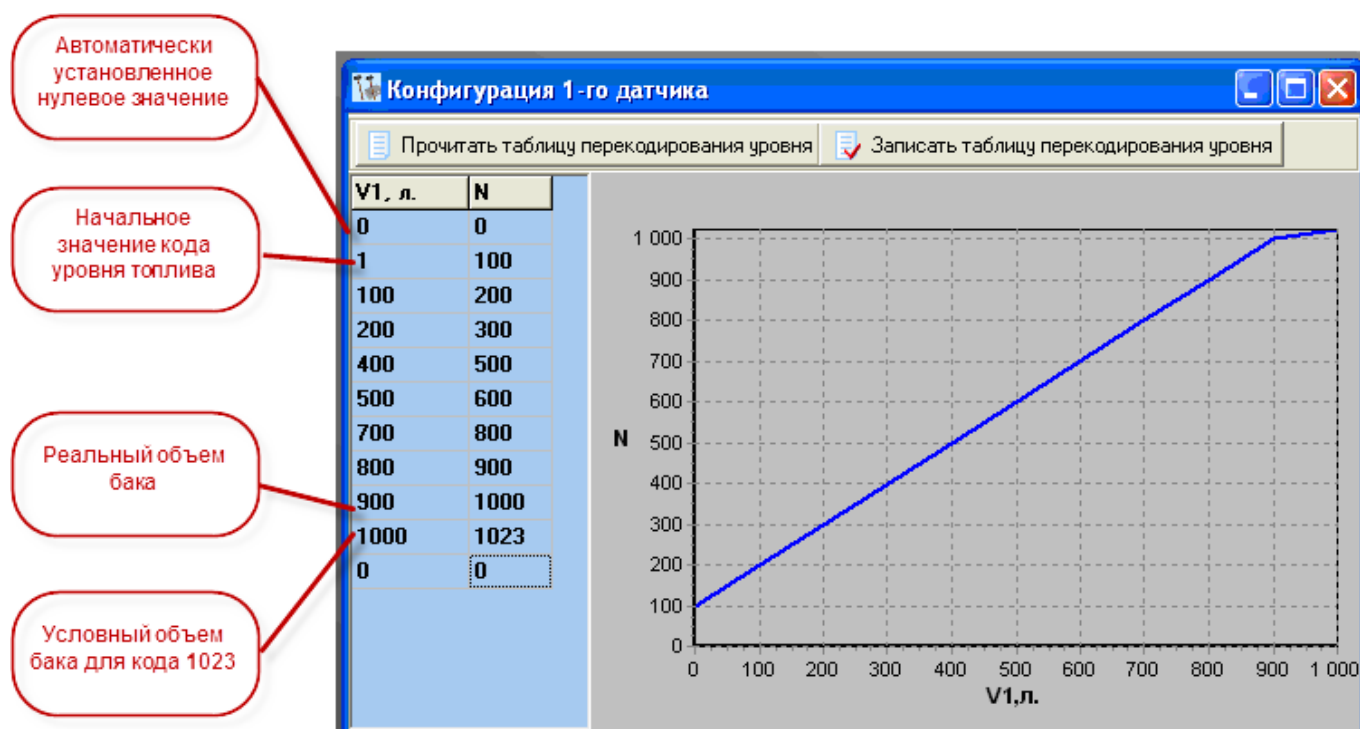 Автоматически
установленное
нулевое значение
Начальное
значение кода
уровня топлива
Реальный объем
бака
Условный объем
бака для кода 1023
Конфигурация 1-го датчика
Прочитать таблицу перекодирования уровня Записать таблицу перекодирования уровня
V1, л. N
0 0
1 100
100 200
200 300
400 500
500 600
700 800
800 900
900 1000
1000 1023
0 0
1 000
900
800
700
600
N 500
400
300
200
100
0
0 100 200 300 400 500 600 700 800 900 1 000
V1,л.